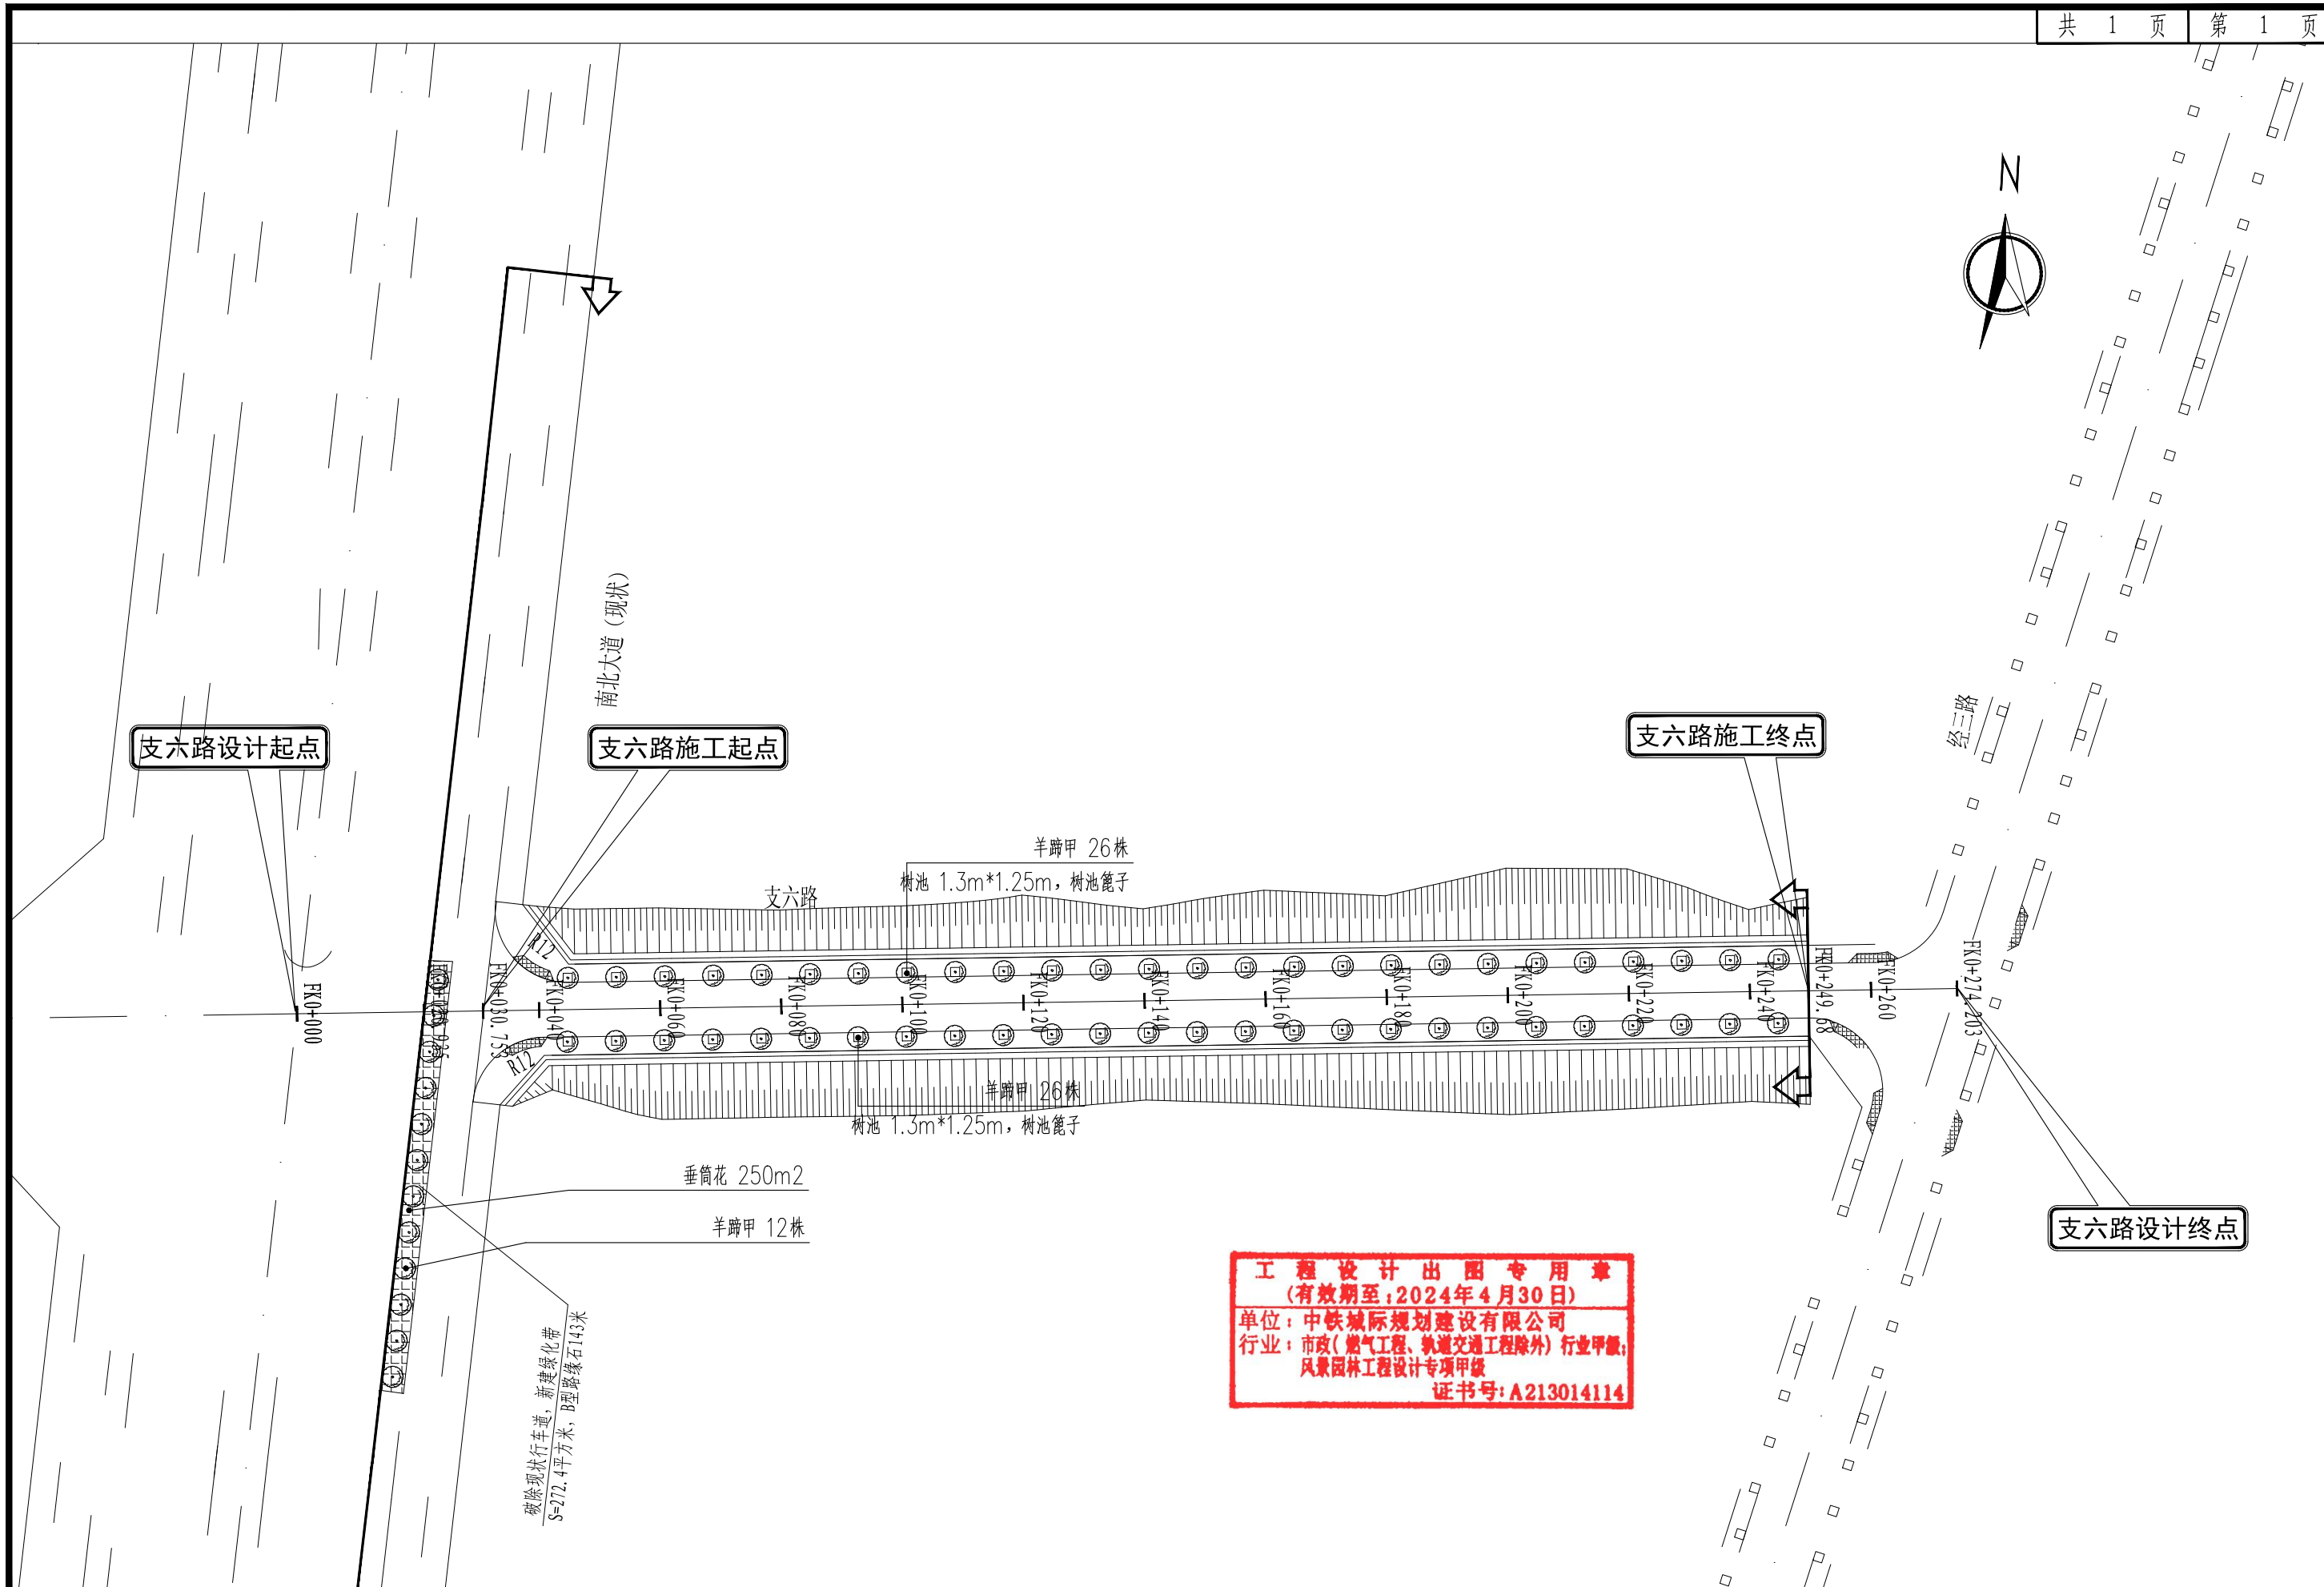 共 1 页 第 1 页
N
南北大道（现状）
经三路
支六路设计起点
支六路施工起点
支六路施工终点
羊蹄甲 26株
树池 1.3m*1.25m，树池篦子
支六路
R12
FK0+000
FK0+030.753
FK0+040
FK0+060
FK0+080
FK0+100
FK0+120
FK0+140
FK0+160
FK0+180
FK0+200
FK0+220
FK0+240
FK0+249.68
FK0+260
FK0+274.203
R12
羊蹄甲 26株
树池 1.3m*1.25m，树池篦子
垂筒花 250m2
羊蹄甲 12株
支六路设计终点
破除现状行车道，新建绿化带
S=272.4平方米，B型路缘石143米
工程设计出图专用章
(有效期至:2024年4月30日)
单位：中铁城际规划建设有限公司
行业：市政(燃气工程、轨道交通工程除外)行业甲级;
风景园林工程设计专项甲级
证书号:A213014114